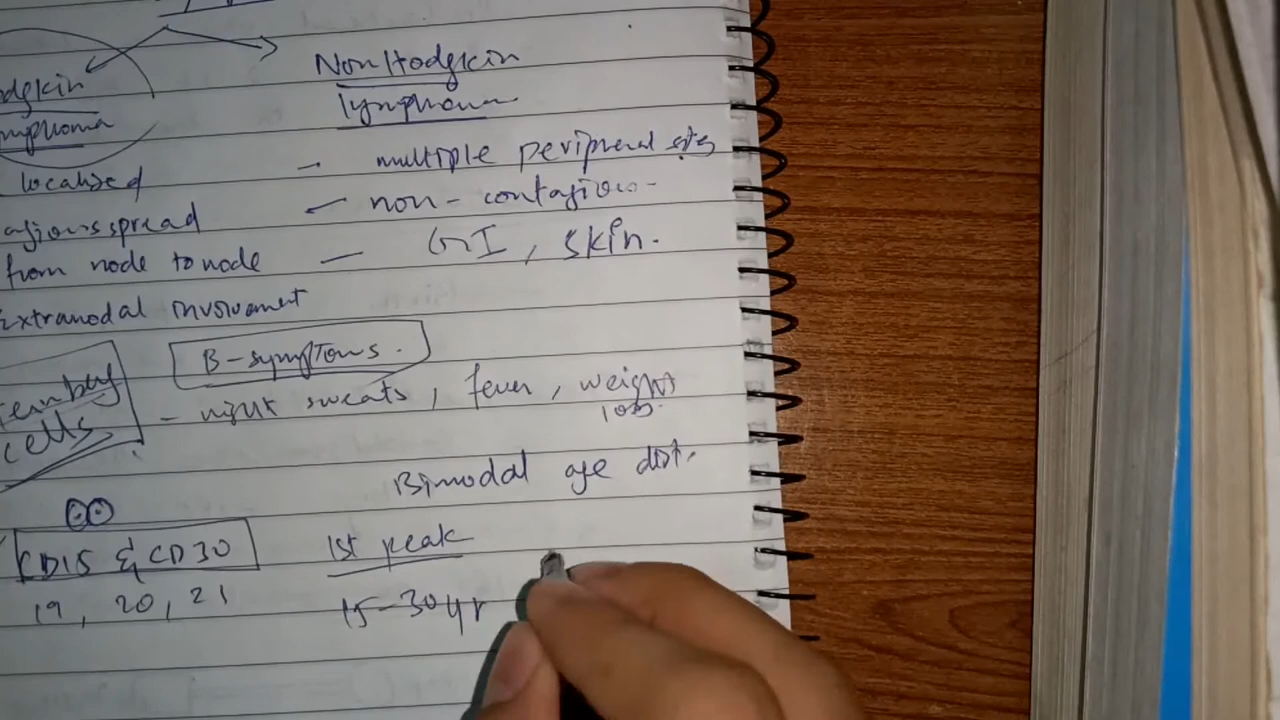 dgkin
Non Hodgkin
mphoma
lymphoma
localised
- multiple peripheral sites
agious spread
- non-contagious-
from node to node
- GI, skin.
Extranodal involvement
B-symptoms.
cells
- night sweats, fever, weight
loss.
Bimodal age dist.
CD15 & CD30
1st peak
19, 20, 21
15-30yr